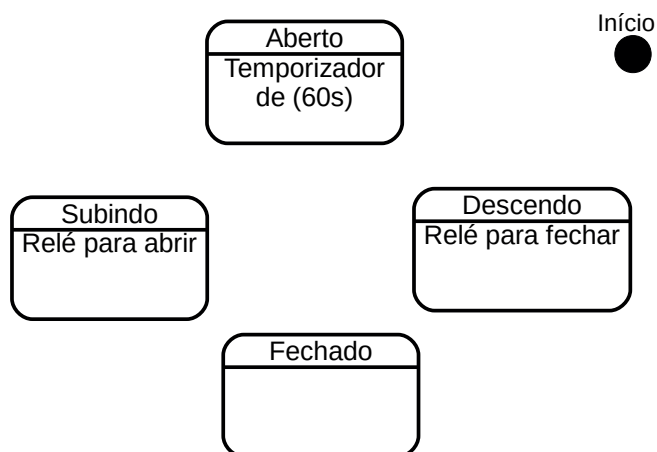 Início
Aberto
Temporizador
de (60s)
Subindo
Relé para abrir
Descendo
Relé para fechar
Fechado